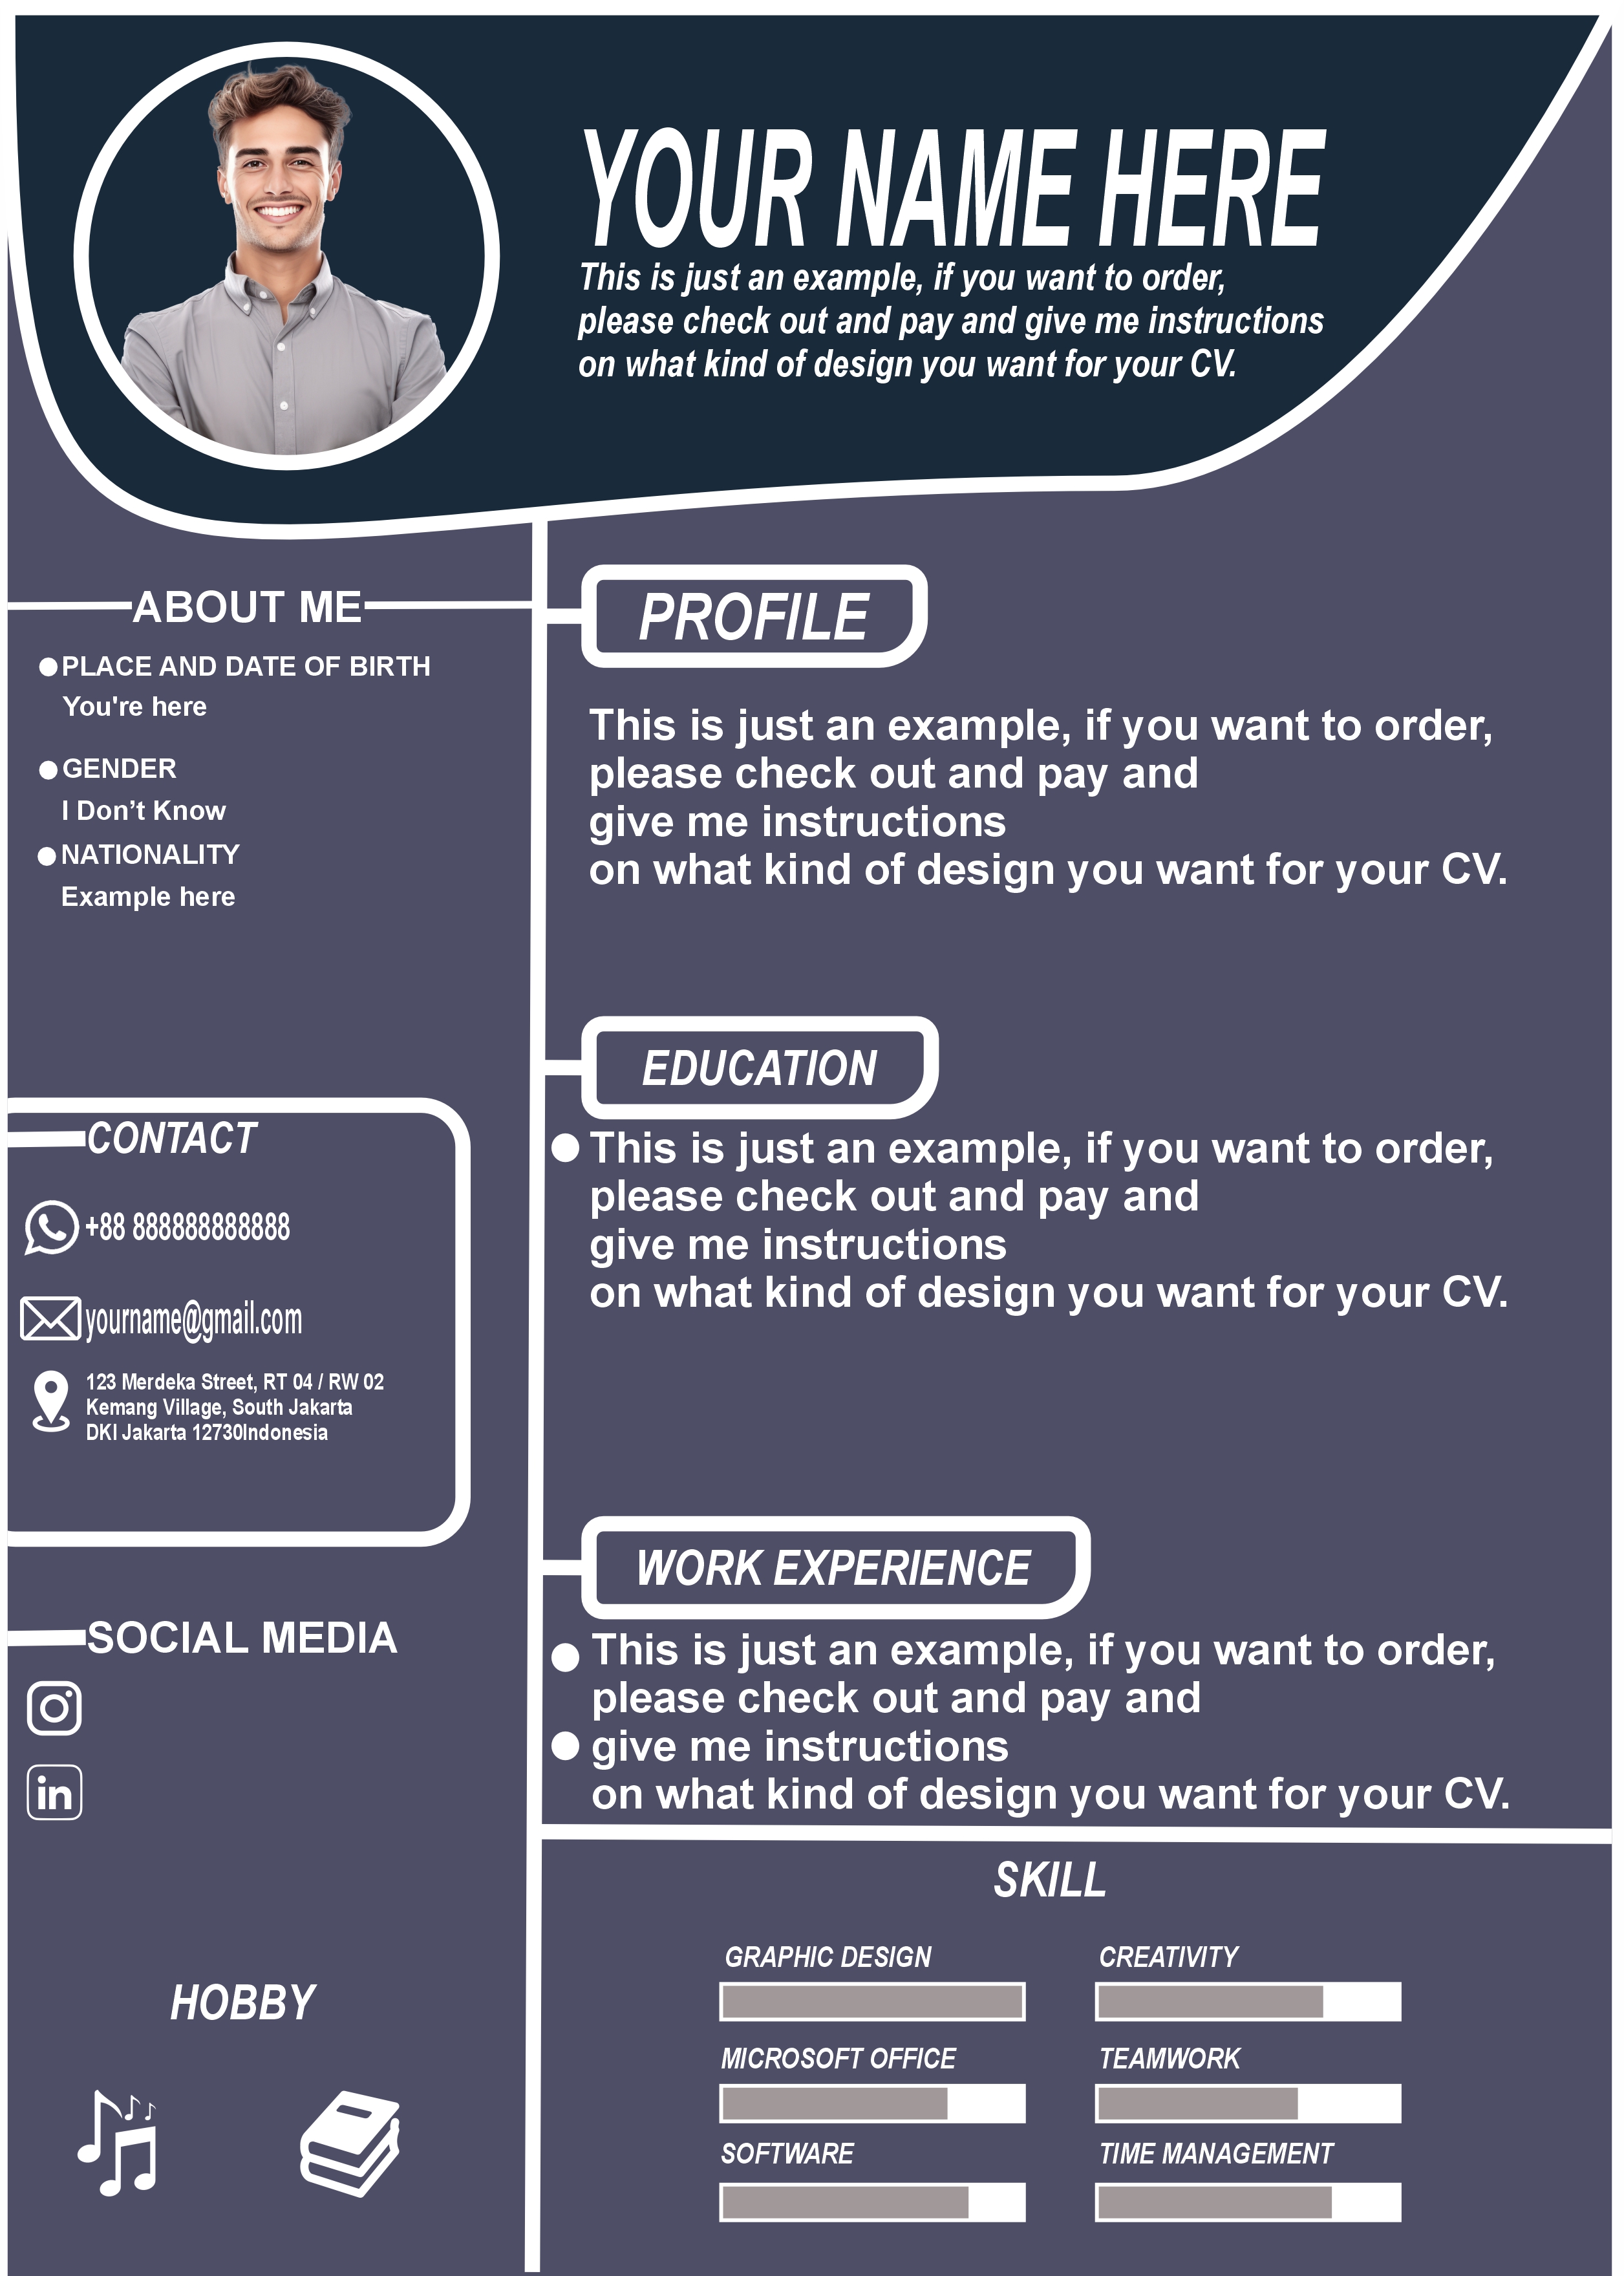 YOUR NAME HERE
This is just an example, if you want to order,
please check out and pay and give me instructions
on what kind of design you want for your CV.
ABOUT ME
PLACE AND DATE OF BIRTH
You're here
GENDER
I Don’t Know
NATIONALITY
Example here
CONTACT
+88 888888888888
yourname@gmail.com
123 Merdeka Street, RT 04 / RW 02
Kemang Village, South Jakarta
DKI Jakarta 12730Indonesia
SOCIAL MEDIA
in
HOBBY
PROFILE
This is just an example, if you want to order,
please check out and pay and
give me instructions
on what kind of design you want for your CV.
EDUCATION
This is just an example, if you want to order,
please check out and pay and
give me instructions
on what kind of design you want for your CV.
WORK EXPERIENCE
This is just an example, if you want to order,
please check out and pay and
give me instructions
on what kind of design you want for your CV.
SKILL
GRAPHIC DESIGN
CREATIVITY
MICROSOFT OFFICE
TEAMWORK
SOFTWARE
TIME MANAGEMENT